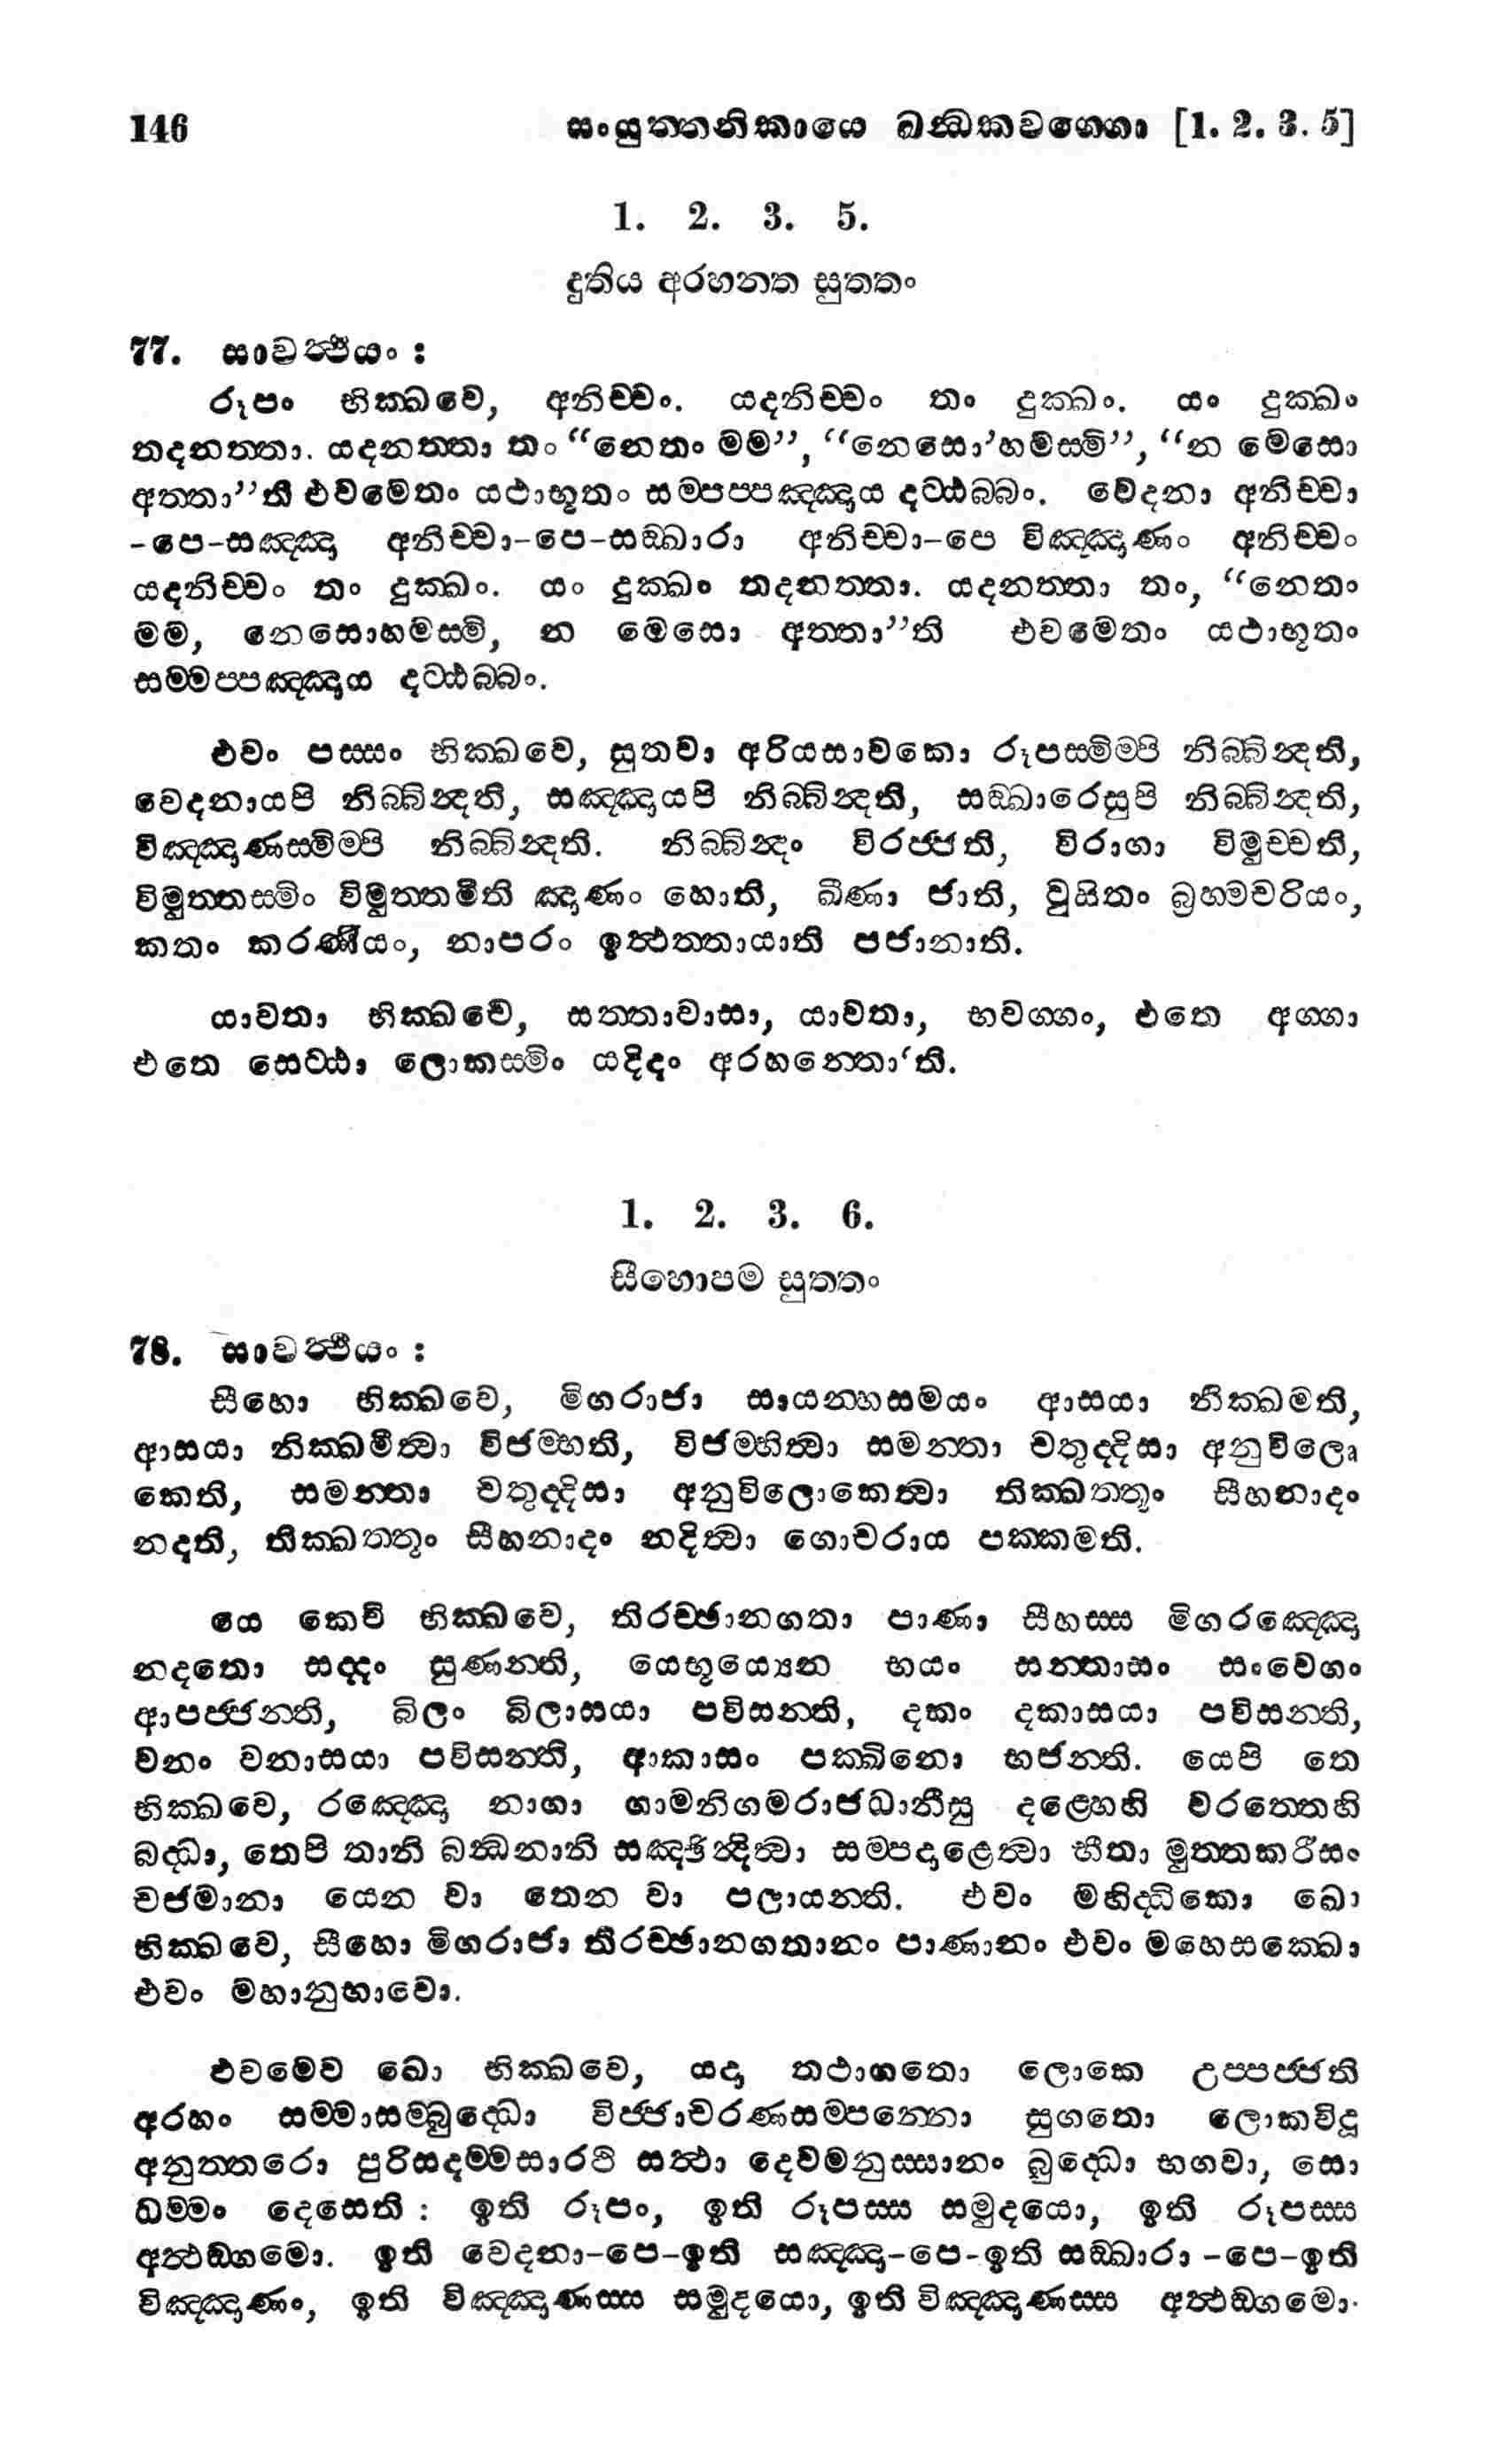 146 සංයුත්තනිකායෙ ඛන්ධකවග්ගො [1. 2. 3. 5]
1. 2. 3. 5.
දුතිය අරහන්ත සුත්තං
77. සාවත්ථියං :
රූපං භික්ඛවෙ, අනිච්චං. යදනිච්චං තං දුක්ඛං. යං දුක්ඛං
තදනත්තා. යදනත්තා තං “නෙතං මම”, “නෙසො’හමස්මි”, “න මෙසො
අත්තා”ති එවමෙතං යථාභූතං සම්පප්පඤ්ඤාය දට්ඨබ්බං. වෙදනා අනිච්චා
-පෙ-සඤ්ඤා අනිච්චා-පෙ-සඞ්ඛාරා අනිච්චා-පෙ විඤ්ඤාණං අනිච්චං
යදනිච්චං තං දුක්ඛං. යං දුක්ඛං තදනත්තා. යදනත්තා තං, “නෙතං
මම, නෙසොහමස්මි, න මෙසො අත්තා”ති එවමෙතං යථාභූතං
සම්මප්පඤ්ඤාය දට්ඨබ්බං.
එවං පස්සං භික්ඛවෙ, සුතවා අරියසාවකො රූපස්මිම්පි නිබ්බින්දති,
වෙදනායපි නිබ්බින්දති, සඤ්ඤායපි නිබ්බින්දති, සඞ්ඛාරෙසුපි නිබ්බින්දති,
විඤ්ඤාණස්මිම්පි නිබ්බින්දති. නිබ්බින්දං විරජ්ජති, විරාගා විමුච්චති,
විමුත්තස්මිං විමුත්තමිති ඤාණං හොති, ඛීණා ජාති, වුසිතං බ්‍රහ්මචරියං,
කතං කරණීයං, නාපරං ඉත්ථත්තායාති පජානාති.
යාවතා භික්ඛවෙ, සත්තාවාසා, යාවතා, භවග්ගං, එතෙ අග්ගා
එතෙ සෙට්ඨා ලොකස්මිං යදිදං අරහන්තො‘ති.
1. 2. 3. 6.
සීහොපම සුත්තං
78. සාවත්ථියං :
සීහො භික්ඛවෙ, මිගරාජා සායන්හසමයං ආසයා නික්ඛමති,
ආසයා නික්ඛමිත්වා විජම්භති, විජම්භිත්වා සමන්තා චතුද්දිසා අනුවිලො
කෙති, සමන්තා චතුද්දිසා අනුවිලොකෙත්වා තික්ඛත්තුං සීහනාදං
නදති, තික්ඛත්තුං සීහනාදං නදිත්වා ගොචරාය පක්කමති.
යෙ කෙචි භික්ඛවෙ, තිරච්ඡානගතා පාණා සීහස්ස මිගරඤ්ඤො
නදතො සද්දං සුණන්ති, යෙභූය්‍යෙන භයං සන්තාසං සංවෙගං
ආපජ්ජන්ති, බිලං බිලාසයා පවිසන්ති, දකං දකාසයා පවිසන්ති,
වනං වනාසයා පවිසන්ති, ආකාසං පක්ඛිනො භජන්ති. යෙපි තෙ
භික්ඛවෙ, රඤ්ඤො නාගා ගාමනිගමරාජධානීසු දළ්හෙහි වරත්තෙහි
බද්ධා, තෙපි තානි බන්ධනානි සඤ්ඡින්දිත්වා සම්පදාළෙත්වා භීතා මුත්තකරීසං
චජමානා යෙන වා තෙන වා පලායන්ති. එවං මහිද්ධිකො ඛො
භික්ඛවෙ, සීහො මිගරාජා තිරච්ඡානගතානං පාණානං එවං මහෙසක්ඛො
එවං මහානුභාවො.
එවමෙව ඛො භික්ඛවෙ, යදා තථාගතො ලොකෙ උප්පජ්ජති
අරහං සම්මාසම්බුද්ධො විජ්ජාචරණසම්පන්නො සුගතො ලොකවිදූ
අනුත්තරො පුරිසදම්මසාරථි සත්ථා දෙවමනුස්සානං බුද්ධො භගවා, සො
ධම්මං දෙසෙති : ඉති රූපං, ඉති රූපස්ස සමුදයො, ඉති රූපස්ස
අත්ථඞ්ගමො. ඉති වෙදනා-පෙ-ඉති සඤ්ඤා-පෙ-ඉති සඞ්ඛාරා -පෙ-ඉති
විඤ්ඤාණං, ඉති විඤ්ඤාණස්ස සමුදයො, ඉති විඤ්ඤාණස්ස අත්ථඞ්ගමො.